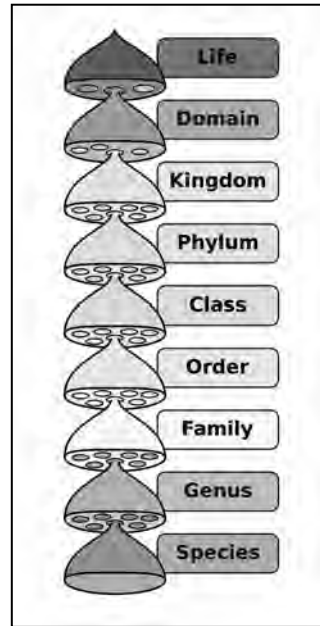 Life
Domain
Kingdom
Phylum
Class
Order
Family
Genus
Species